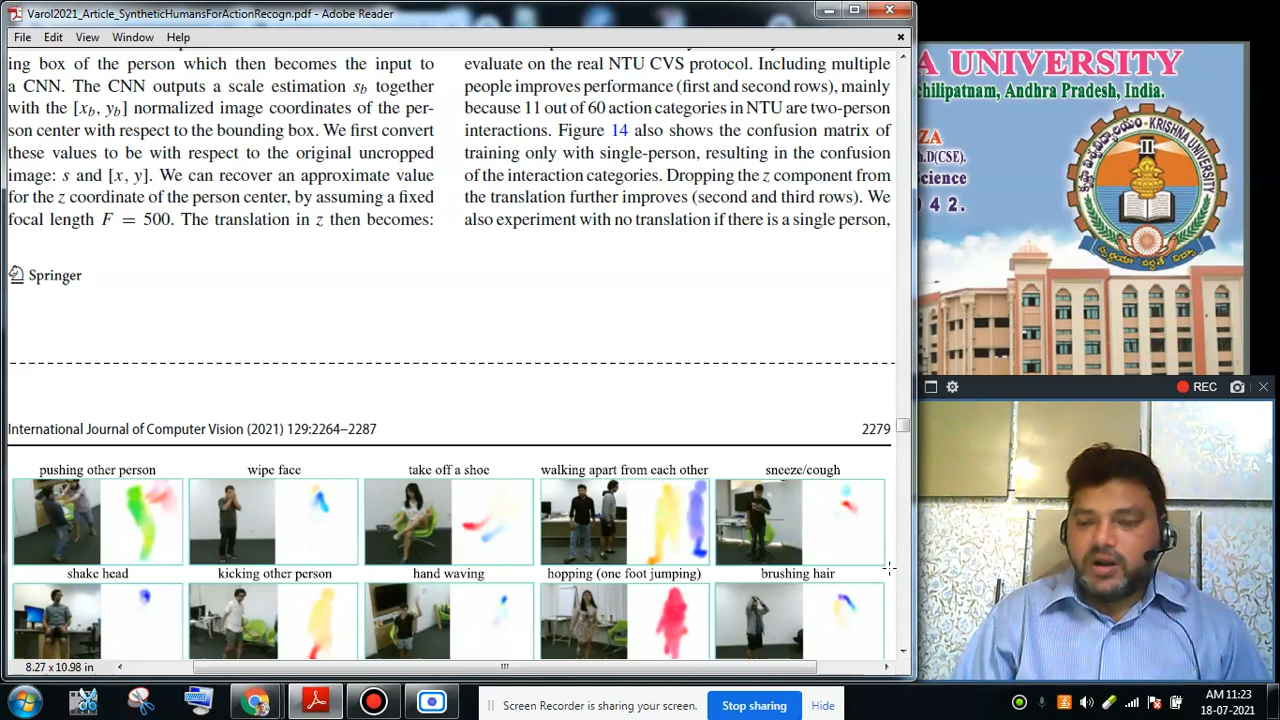 Varol2021_Article_SyntheticHumansForActionRecogn.pdf - Adobe Reader
File Edit View Window Help
ing box of the person which then becomes the input to
a CNN. The CNN outputs a scale estimation sb together
with the [xb, yb] normalized image coordinates of the per-
son center with respect to the bounding box. We first convert
these values to be with respect to the original uncropped
image: s and [x, y]. We can recover an approximate value
for the z coordinate of the person center, by assuming a fixed
focal length F = 500. The translation in z then becomes:
evaluate on the real NTU CVS protocol. Including multiple
people improves performance (first and second rows), mainly
because 11 out of 60 action categories in NTU are two-person
interactions. Figure 14 also shows the confusion matrix of
training only with single-person, resulting in the confusion
of the interaction categories. Dropping the z component from
the translation further improves (second and third rows). We
also experiment with no translation if there is a single person,
Springer
International Journal of Computer Vision (2021) 129:2264–2287
2279
pushing other person
wipe face
take off a shoe
walking apart from each other
sneeze/cough
shake head
kicking other person
hand waving
hopping (one foot jumping)
brushing hair
8.27 x 10.98 in
A UNIVERSITY
chilipatnam, Andhra Pradesh, India.
ZA
h.D(CSE).
Science
0 4 2.
KRISHNA UNIVERSITY
REC
Screen Recorder is sharing your screen.
Stop sharing
Hide
AM 11:23
18-07-2021